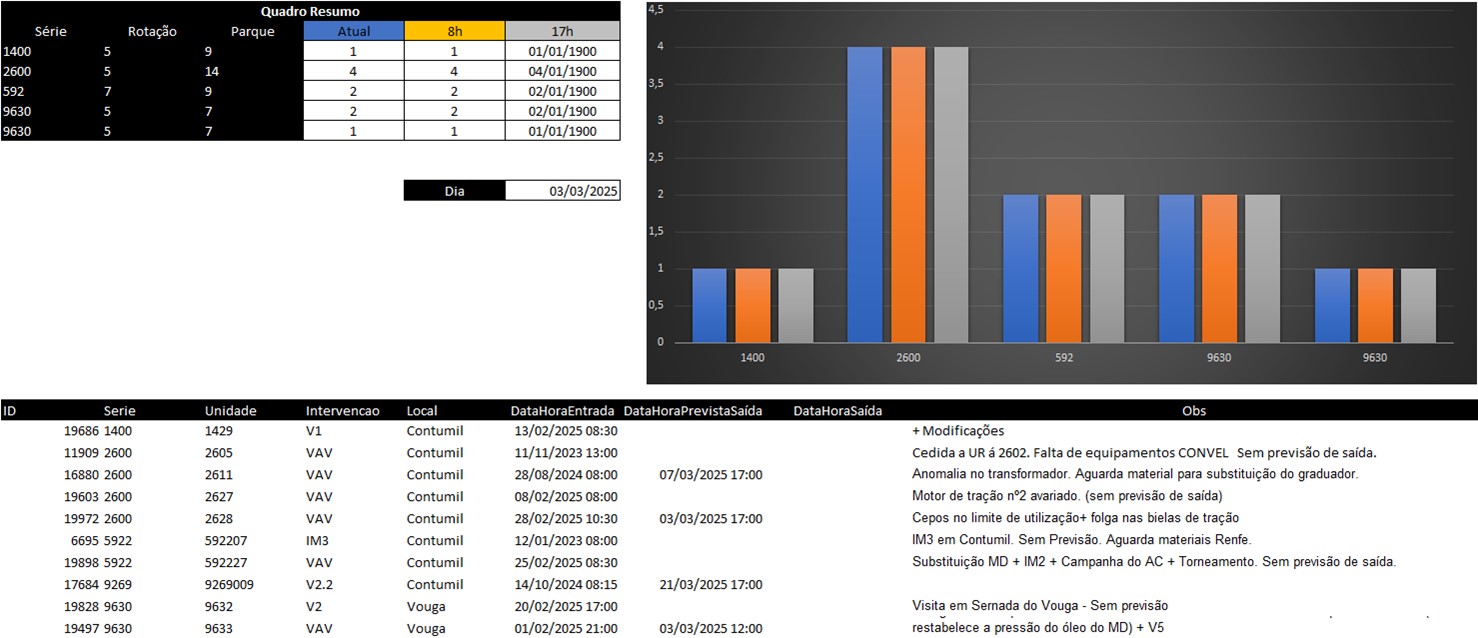 Quadro Resumo
Série Rotação Parque Atual 8h 17h
1400 5 9 1 1 01/01/1900
2600 5 14 4 4 04/01/1900
592 7 9 2 2 02/01/1900
9630 5 7 2 2 02/01/1900
9630 5 7 1 1 01/01/1900
Dia 03/03/2025
4,5
4
3,5
3
2,5
2
1,5
1
0,5
0
1400 2600 592 9630 9630
ID Serie Unidade Intervencao Local DataHoraEntrada DataHoraPrevistaSaída DataHoraSaída Obs
19686 1400 1429 V1 Contumil 13/02/2025 08:30 + Modificações
11909 2600 2605 VAV Contumil 11/11/2023 13:00 Cedida a UR á 2602. Falta de equipamentos CONVEL Sem previsão de saída.
16880 2600 2611 VAV Contumil 28/08/2024 08:00 07/03/2025 17:00 Anomalia no transformador. Aguarda material para substituição do graduador.
19603 2600 2627 VAV Contumil 08/02/2025 08:00 Motor de tração nº2 avariado. (sem previsão de saída)
19972 2600 2628 VAV Contumil 28/02/2025 10:30 03/03/2025 17:00 Cepos no limite de utilização+ folga nas bielas de tração
6695 5922 592207 IM3 Contumil 12/01/2023 08:00 IM3 em Contumil. Sem Previsão. Aguarda materiais Renfe.
19898 5922 592227 VAV Contumil 25/02/2025 08:30 Substituição MD + IM2 + Campanha do AC + Torneamento. Sem previsão de saída.
17684 9269 9269009 V2.2 Contumil 14/10/2024 08:15 21/03/2025 17:00
19828 9630 9632 V2 Vouga 20/02/2025 17:00 Visita em Sernada do Vouga - Sem previsão
19497 9630 9633 VAV Vouga 01/02/2025 21:00 03/03/2025 12:00 restabelece a pressão do óleo do MD) + V5